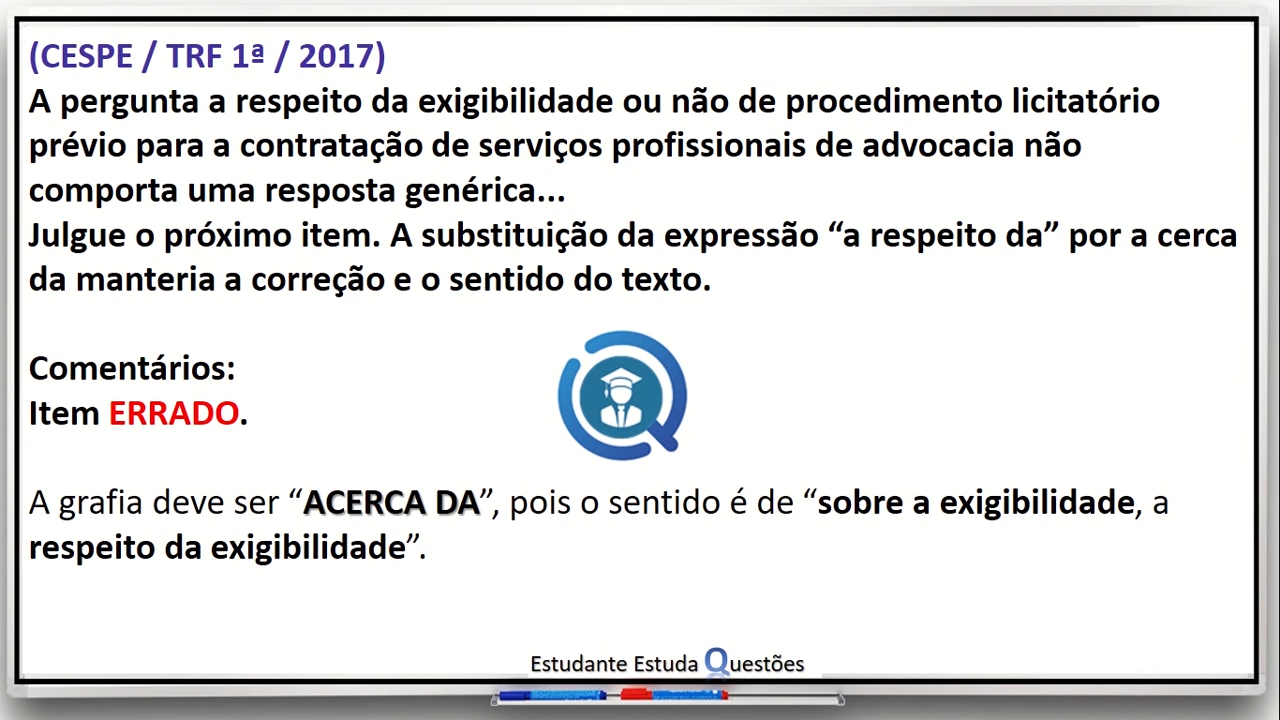 (CESPE / TRF 1ª / 2017)
A pergunta a respeito da exigibilidade ou não de procedimento licitatório
prévio para a contratação de serviços profissionais de advocacia não
comporta uma resposta genérica...
Julgue o próximo item. A substituição da expressão “a respeito da” por a cerca
da manteria a correção e o sentido do texto.
Comentários:
Item ERRADO.
A grafia deve ser “ACERCA DA”, pois o sentido é de “sobre a exigibilidade, a
respeito da exigibilidade”.
Estudante Estuda Questões